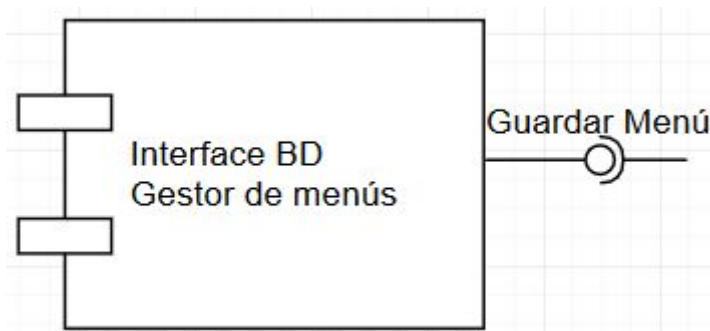 Guardar Menú
Interface BD
Gestor de menús